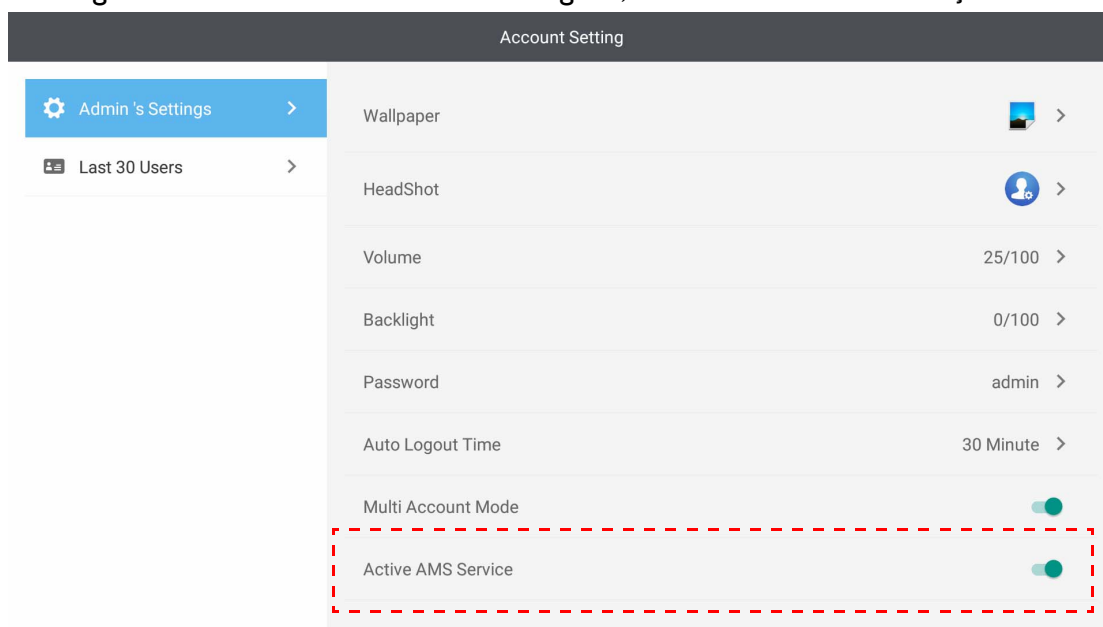 Account Setting
Admin 's Settings
Last 30 Users
Wallpaper
HeadShot
Volume 25/100
Backlight 0/100
Password admin
Auto Logout Time 30 Minute
Multi Account Mode
Active AMS Service